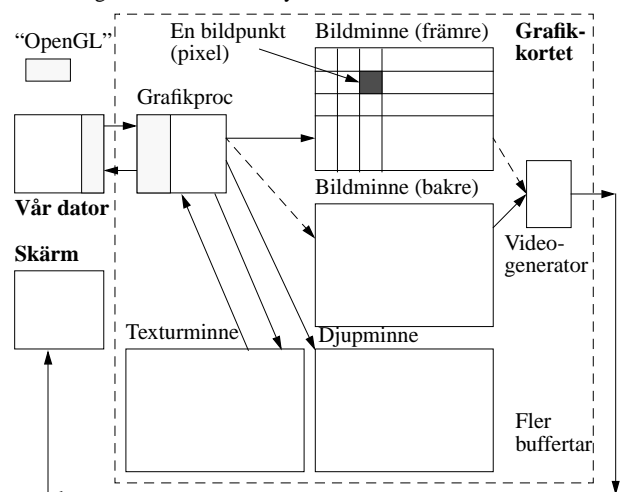 “OpenGL”
En bildpunkt
(pixel)
Bildminne (främre)
Grafik-
kortet
Grafikproc
Vår dator
Bildminne (bakre)
Skärm
Video-
generator
Texturminne
Djupminne
Fler
buffertar